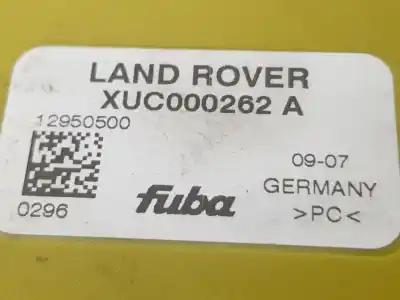 LAND ROVER
XUC000262 A
12950500
09-07
fuba
GERMANY
0296
>PC<